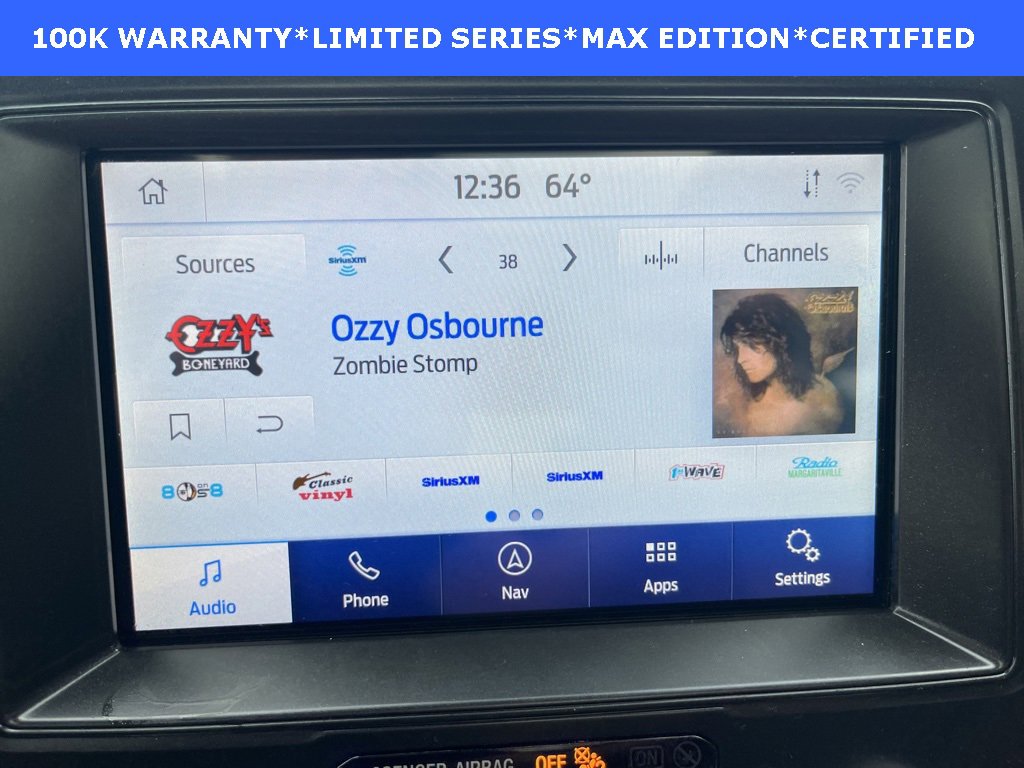 100K WARRANTY*LIMITED SERIES*MAX EDITION*CERTIFIED
12:36 64°
Sources SiriusXM 38 Channels
OZZY'S
BONEYARD
Ozzy Osbourne
Zombie Stomp
80s on 8
Classic
vinyl
SiriusXM
SiriusXM
1st WAVE
Radio
MARGARITAVILLE
Audio Phone Nav Apps Settings
AIRBAG OFF ON